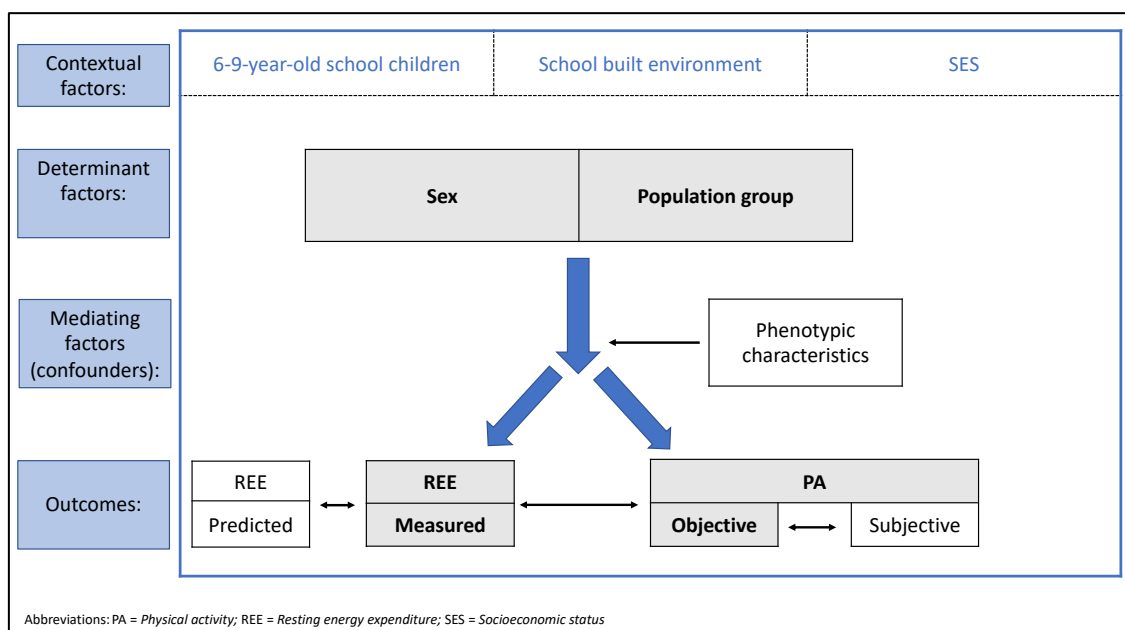 Contextual
factors:
6-9-year-old school children
School built environment
SES
Determinant
factors:
Sex
Population group
Mediating
factors
(confounders):
Phenotypic
characteristics
Outcomes:
REE
Predicted
REE
Measured
PA
Objective
Subjective
Abbreviations: PA = Physical activity; REE = Resting energy expenditure; SES = Socioeconomic status